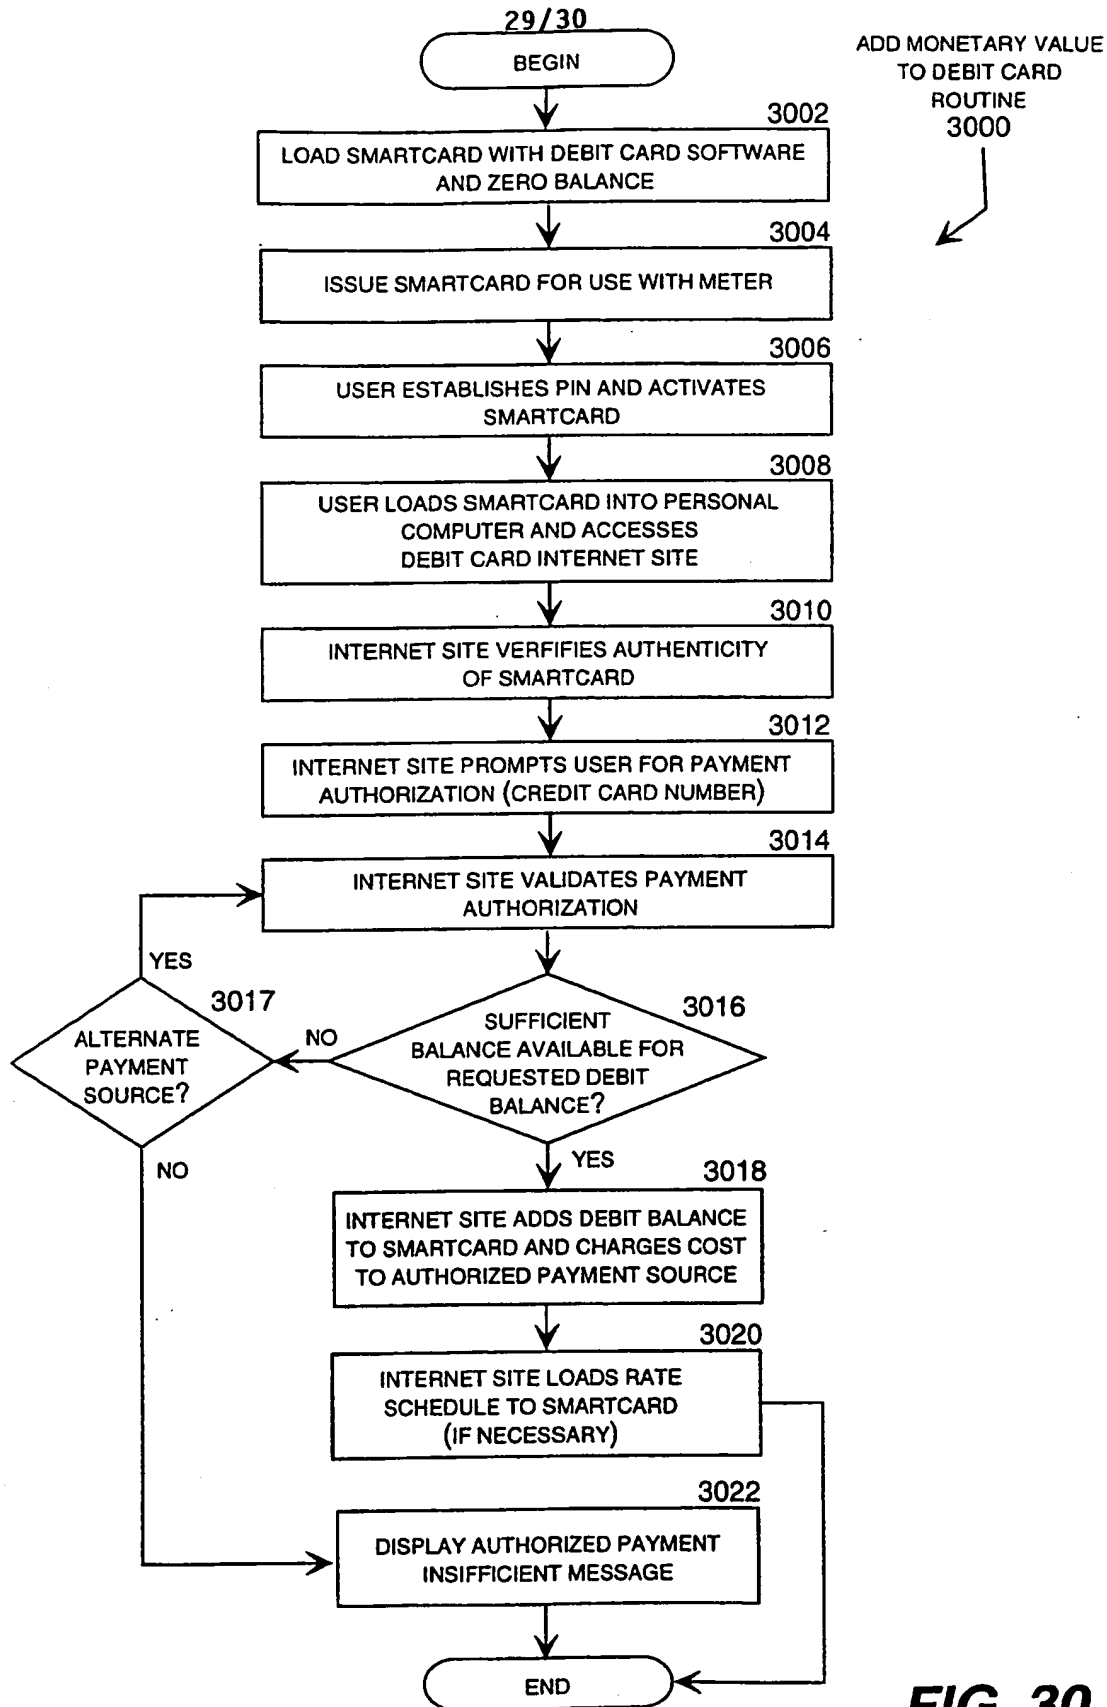 29/30
BEGIN
ADD MONETARY VALUE
TO DEBIT CARD
ROUTINE
3000
3002
LOAD SMARTCARD WITH DEBIT CARD SOFTWARE
AND ZERO BALANCE
3004
ISSUE SMARTCARD FOR USE WITH METER
3006
USER ESTABLISHES PIN AND ACTIVATES
SMARTCARD
3008
USER LOADS SMARTCARD INTO PERSONAL
COMPUTER AND ACCESSES
DEBIT CARD INTERNET SITE
3010
INTERNET SITE VERFIFIES AUTHENTICITY
OF SMARTCARD
3012
INTERNET SITE PROMPTS USER FOR PAYMENT
AUTHORIZATION (CREDIT CARD NUMBER)
3014
INTERNET SITE VALIDATES PAYMENT
AUTHORIZATION
YES
3017
ALTERNATE
PAYMENT
SOURCE?
NO
3016
SUFFICIENT
BALANCE AVAILABLE FOR
REQUESTED DEBIT
BALANCE?
NO
YES
3018
INTERNET SITE ADDS DEBIT BALANCE
TO SMARTCARD AND CHARGES COST
TO AUTHORIZED PAYMENT SOURCE
3020
INTERNET SITE LOADS RATE
SCHEDULE TO SMARTCARD
(IF NECESSARY)
3022
DISPLAY AUTHORIZED PAYMENT
INSIFFICIENT MESSAGE
END
FIG. 30